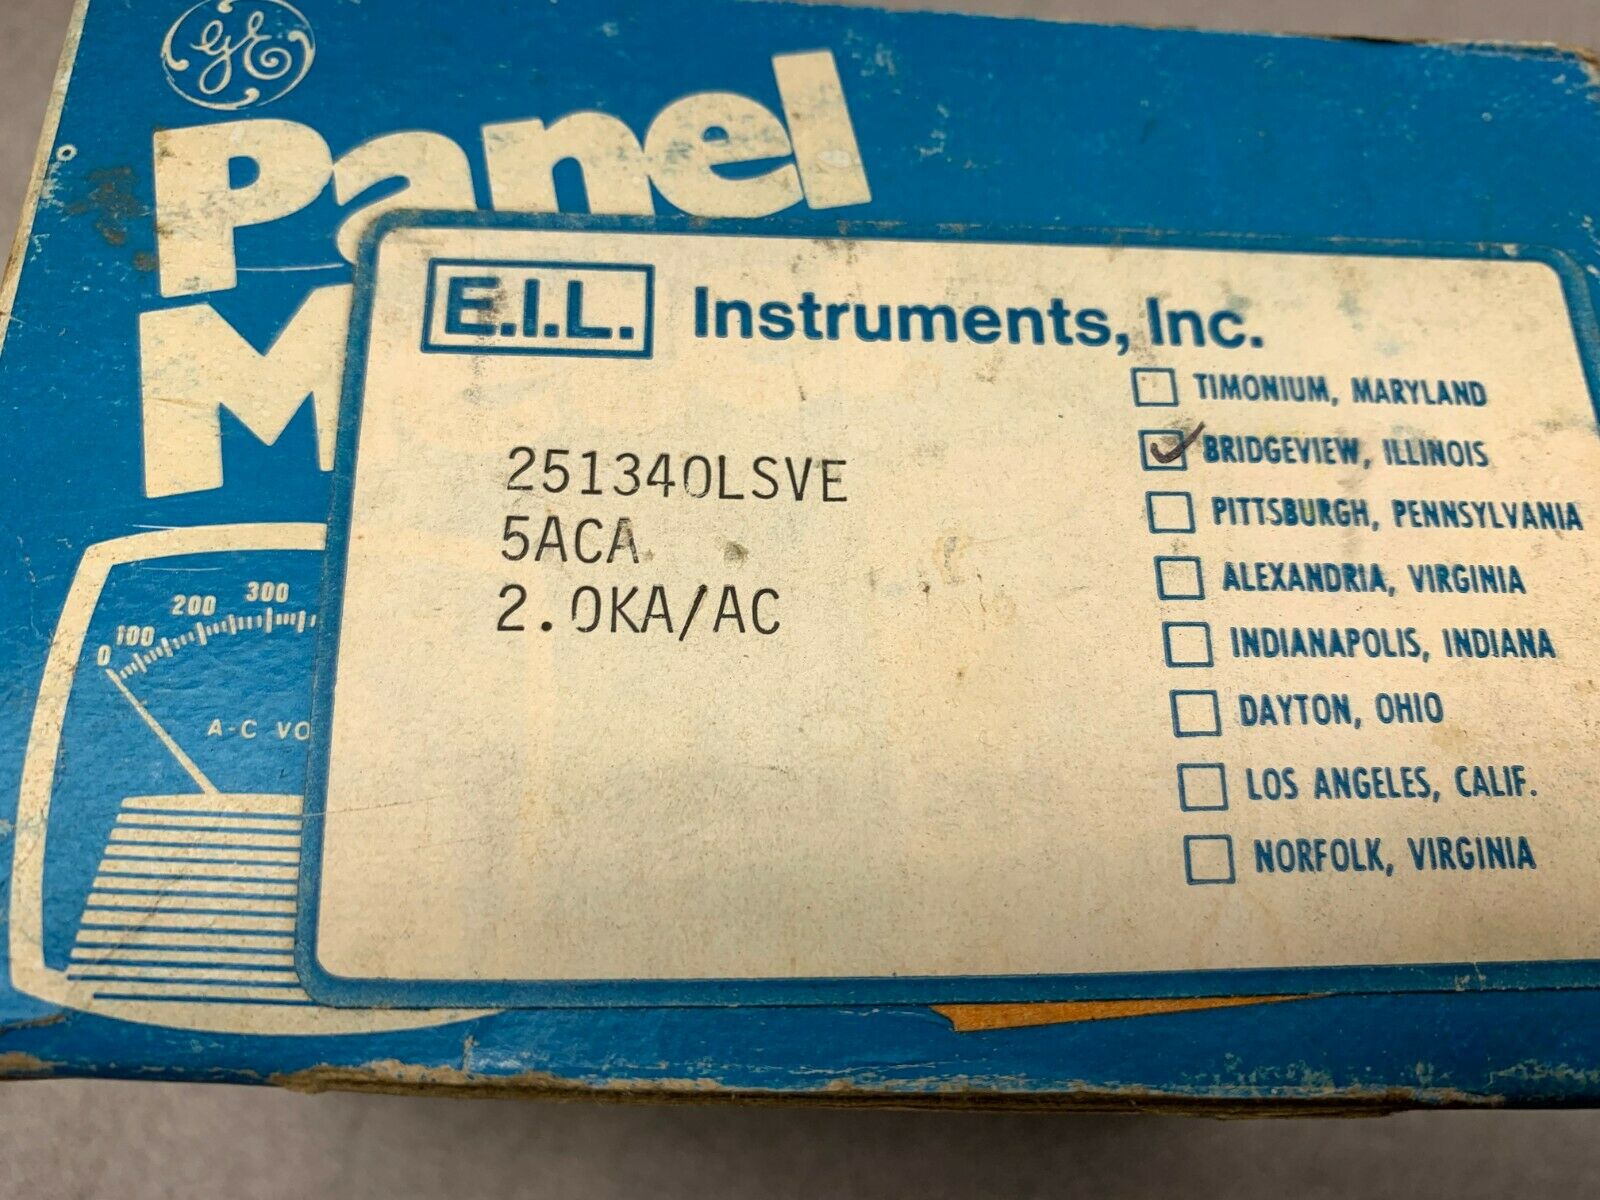 GE
Panel
M
E.I.L. Instruments, Inc.
TIMONIUM, MARYLAND
BRIDGEVIEW, ILLINOIS
PITTSBURGH, PENNSYLVANIA
ALEXANDRIA, VIRGINIA
INDIANAPOLIS, INDIANA
DAYTON, OHIO
LOS ANGELES, CALIF.
NORFOLK, VIRGINIA
251340LSVE
5ACA
2.0KA/AC
0 100 200 300
A-C VO